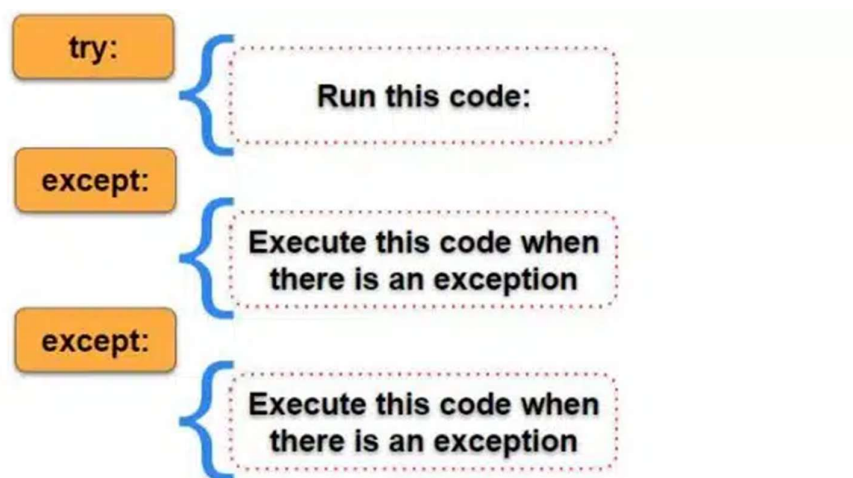 try:
Run this code:
except:
Execute this code when
there is an exception
except:
Execute this code when
there is an exception